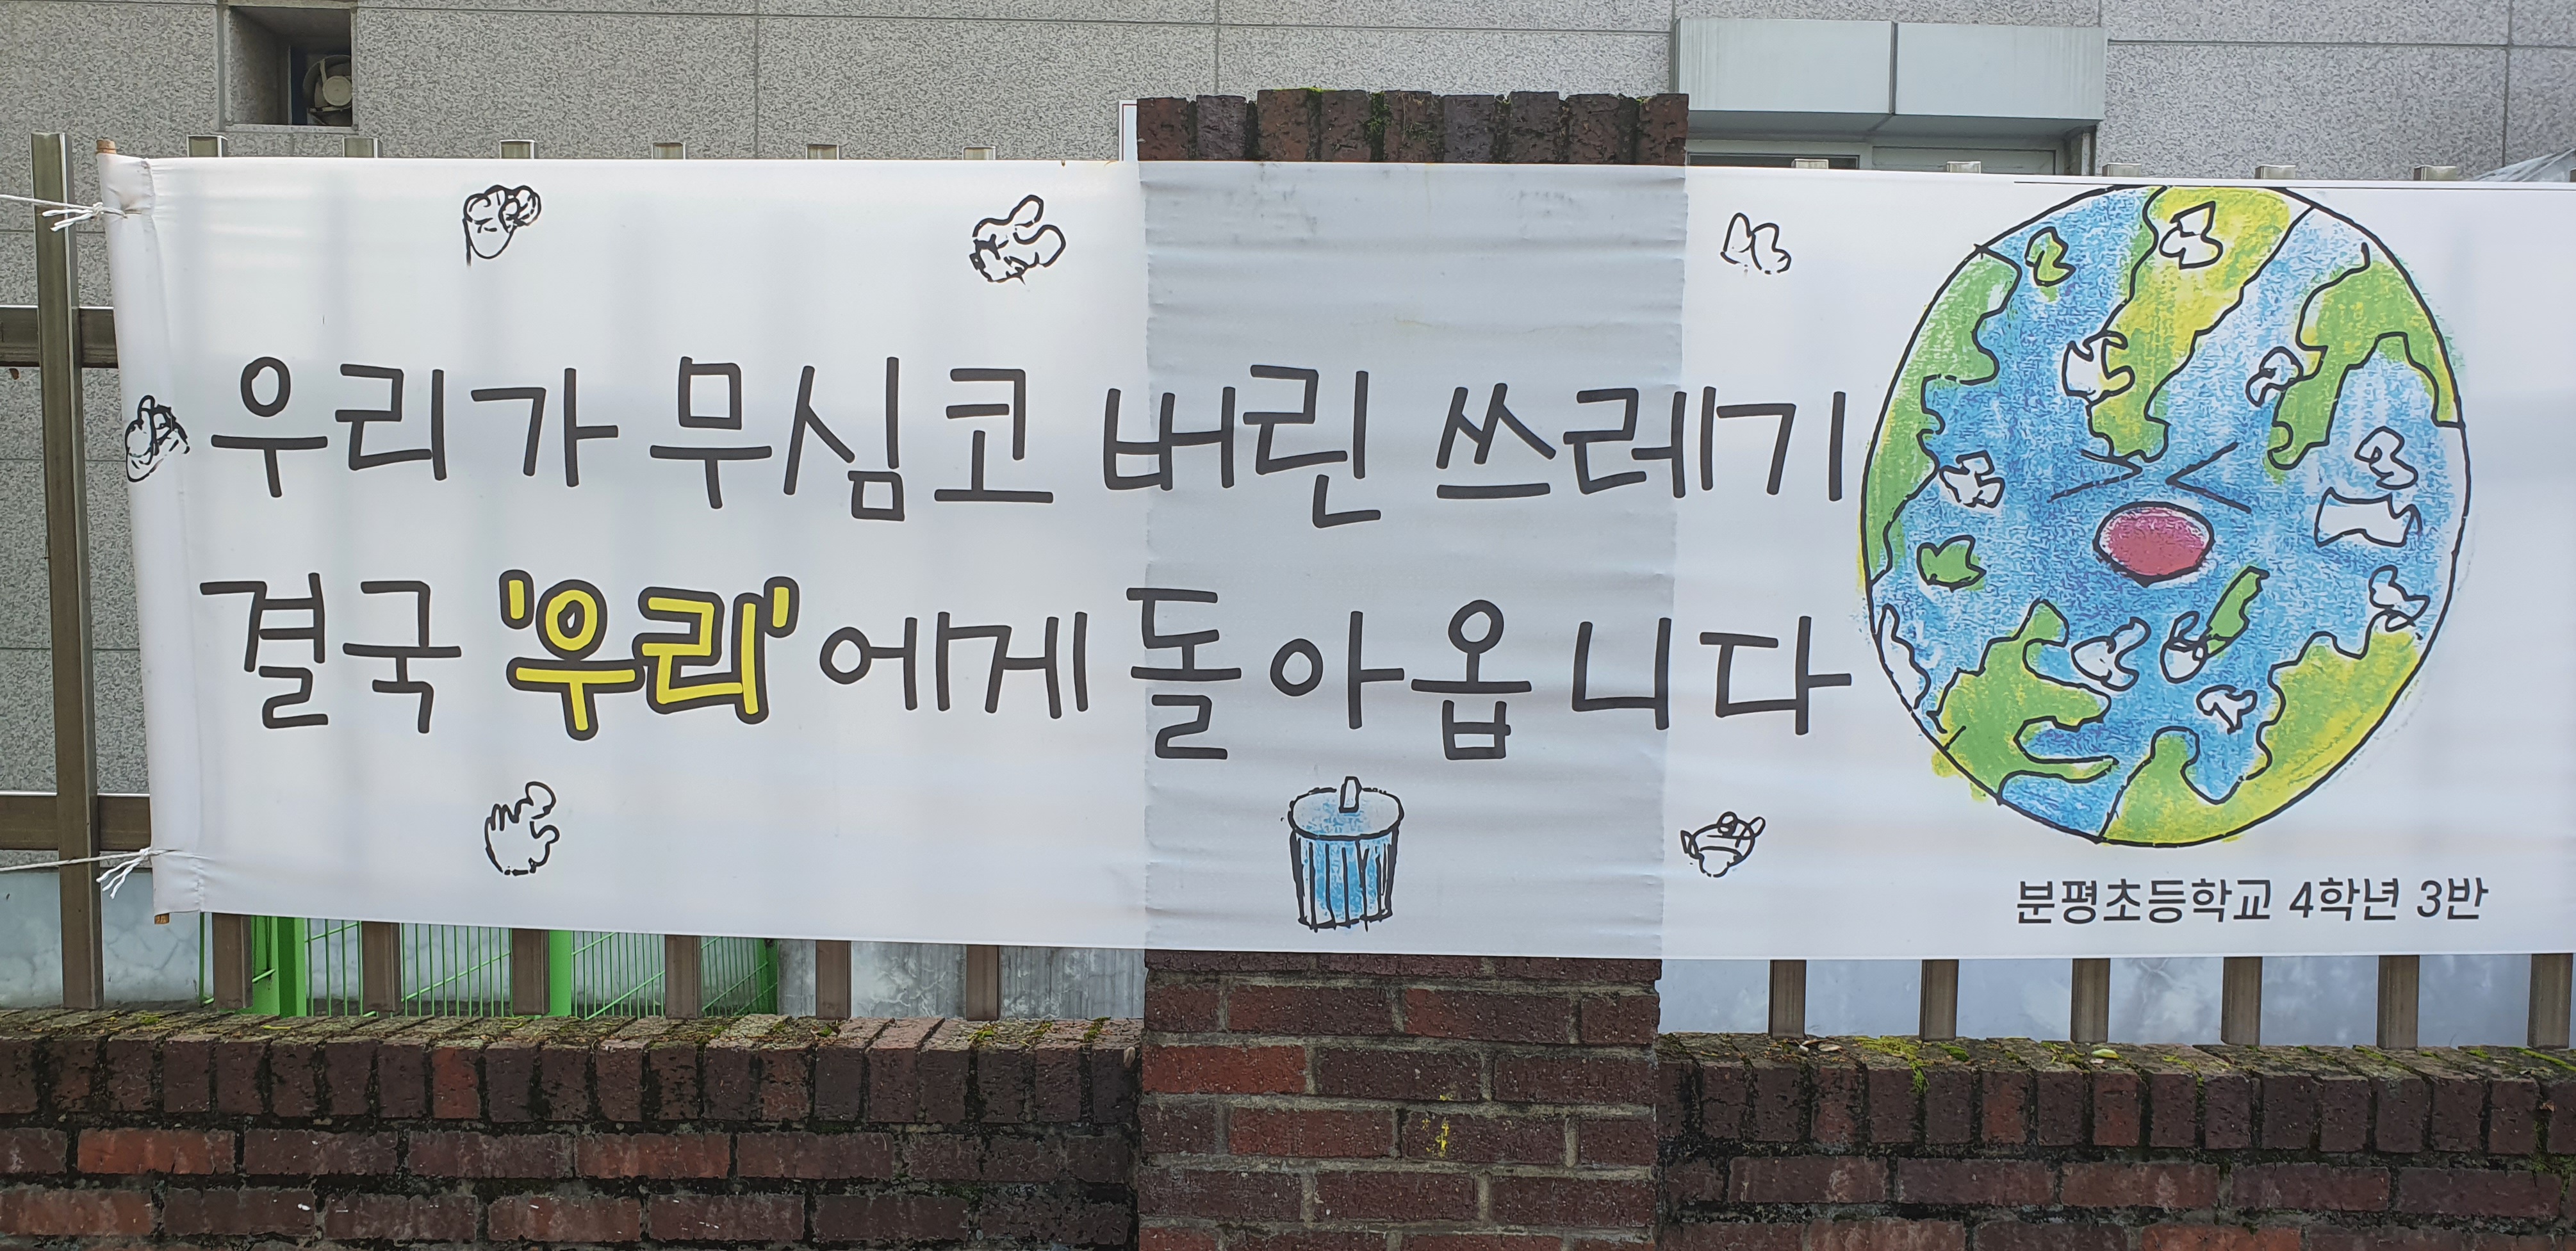 우리가 무심코 버린 쓰레기
결국 '우리'에게 돌아옵니다
분평초등학교 4학년 3반